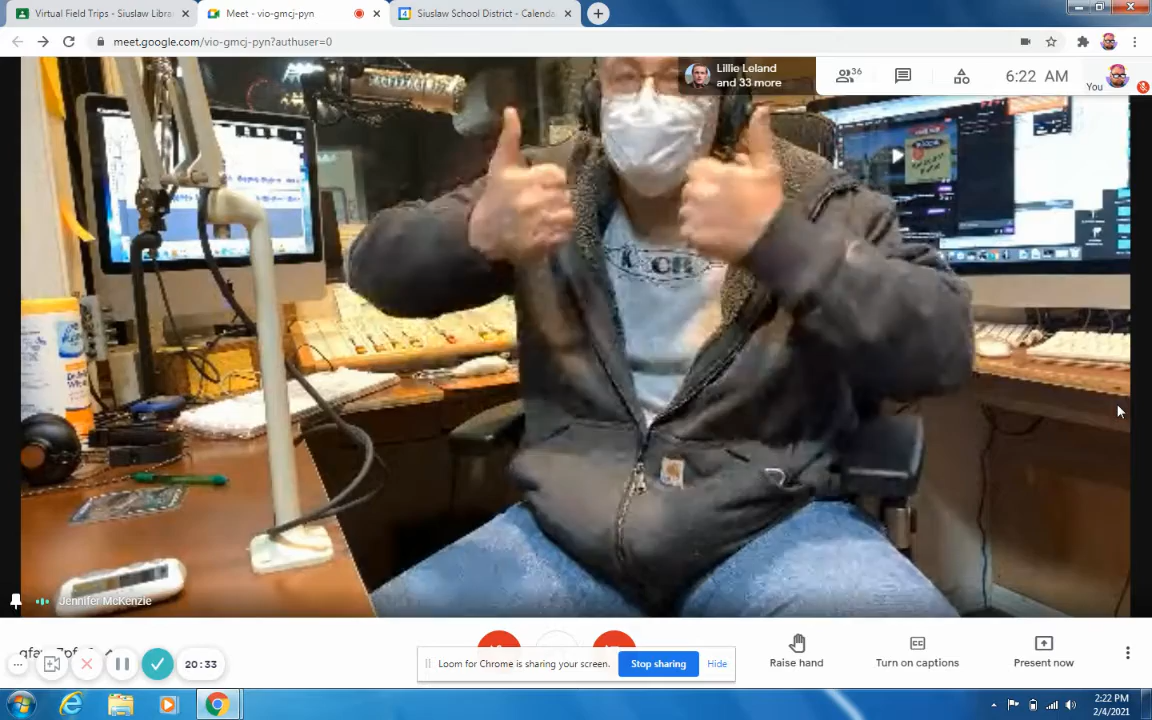 Virtual Field Trips - Siuslaw Libra
Meet - vio-gmcj-pyn
Siuslaw School District - Calenda
meet.google.com/vio-gmcj-pyn?authuser=0
Lillie Leland
and 33 more
36
6:22 AM
You
Jennifer McKenzie
20:33
Loom for Chrome is sharing your screen.
Stop sharing
Hide
Raise hand
Turn on captions
Present now
2:22 PM
2/4/2021